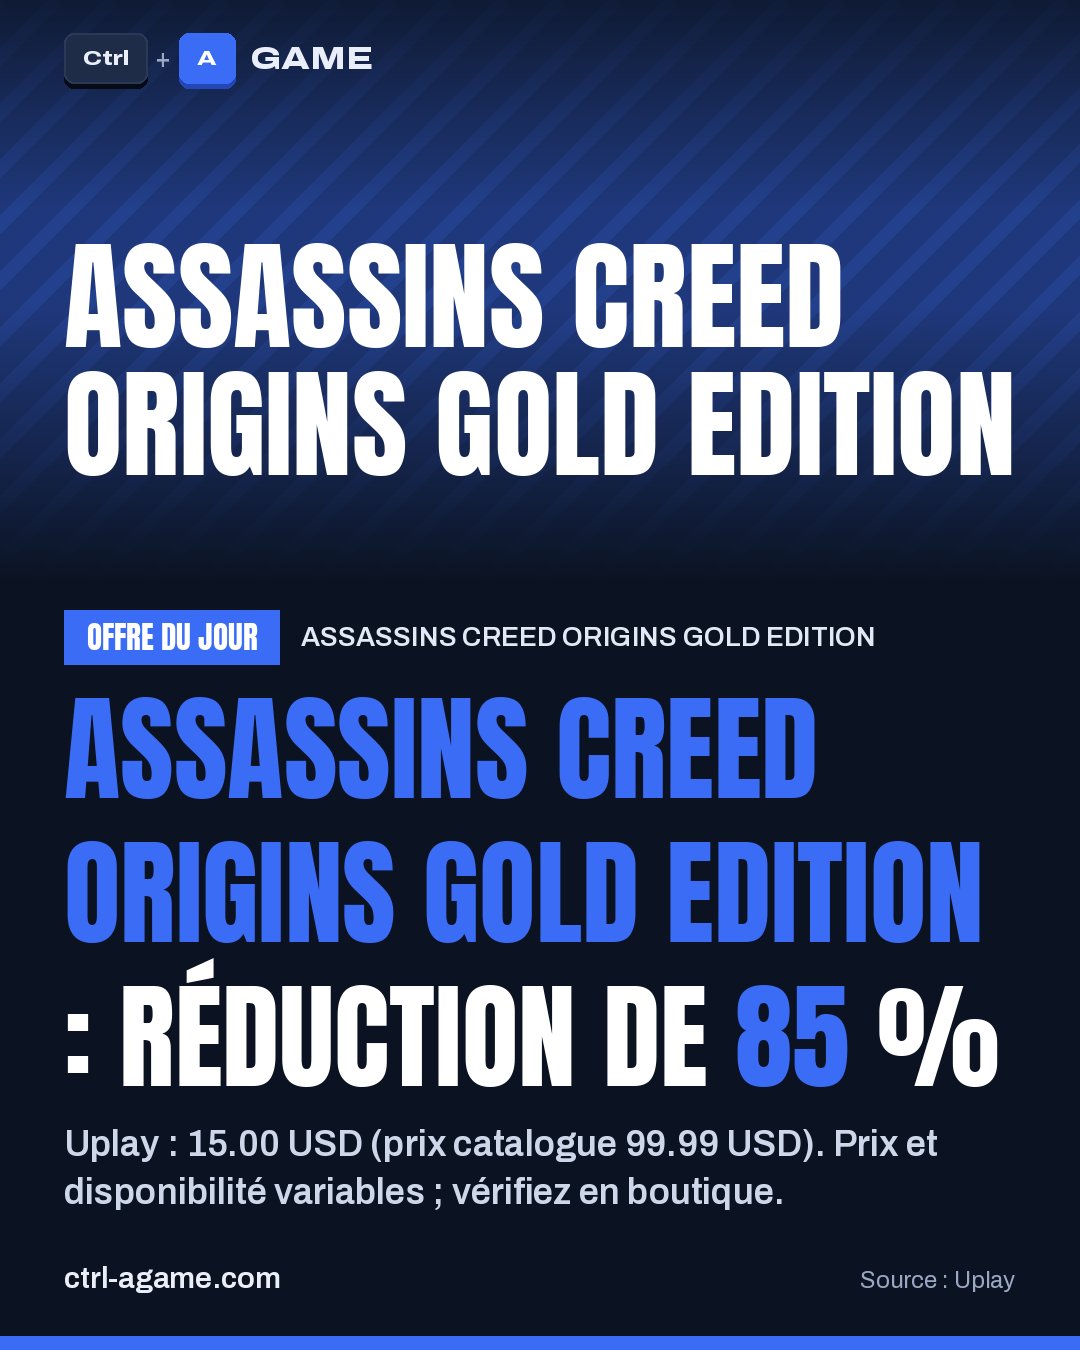 Ctrl + A GAME
ASSASSINS CREED
ORIGINS GOLD EDITION
OFFRE DU JOUR ASSASSINS CREED ORIGINS GOLD EDITION
ASSASSINS CREED
ORIGINS GOLD EDITION
: RÉDUCTION DE 85 %
Uplay : 15.00 USD (prix catalogue 99.99 USD). Prix et
disponibilité variables ; vérifiez en boutique.
ctrl-agame.com Source : Uplay